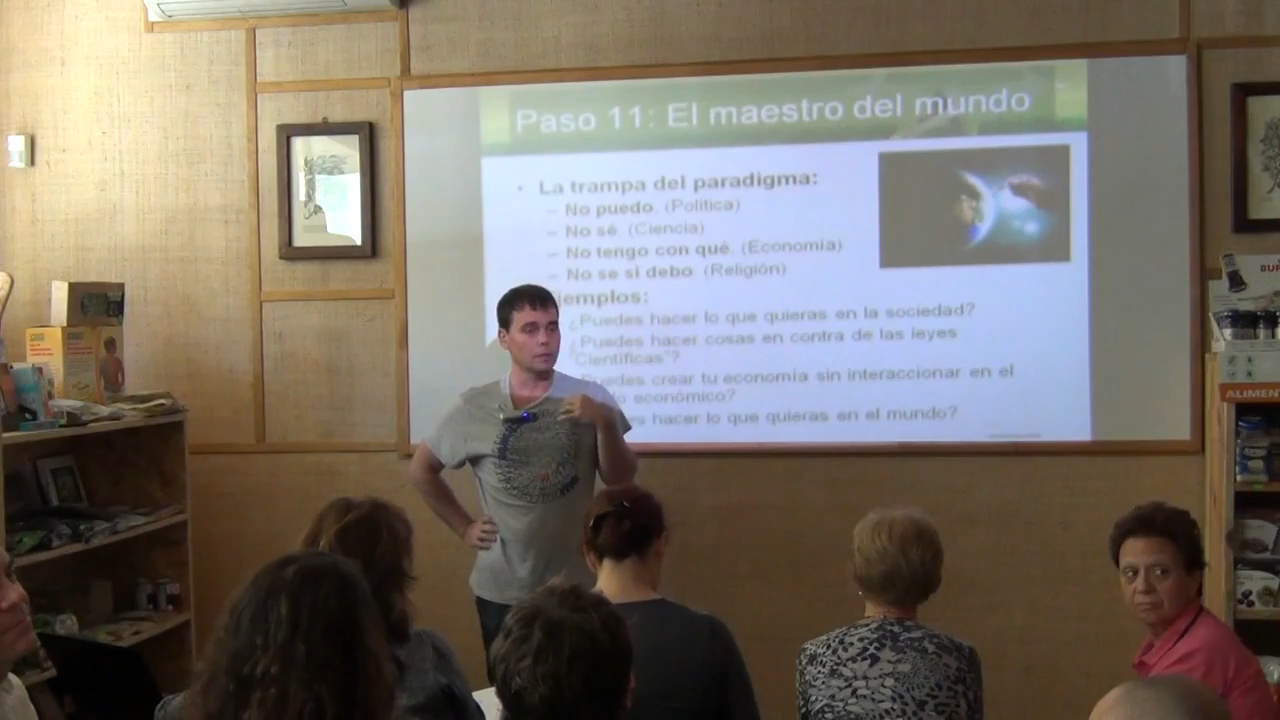 Paso 11: El maestro del mundo
• La trampa del paradigma:
– No puedo. (Política)
– No sé. (Ciencia)
– No tengo con qué. (Economía)
– No se si debo. (Religión)
jemplos:
¿Puedes hacer lo que quieras en la sociedad?
¿Puedes hacer cosas en contra de las leyes
"Científicas"?
Puedes crear tu economía sin interaccionar en el
o económico?
es hacer lo que quieras en el mundo?
BUR
ALIMEN